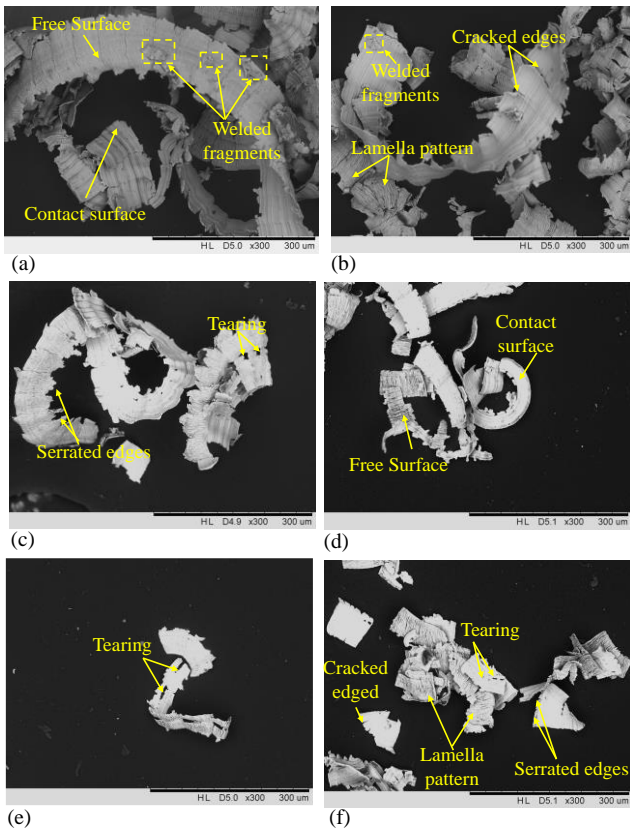 Free Surface
Welded
fragments
Contact surface
HL D5.0 x300 300 um
(a)
Cracked edges
Welded
fragments
Lamella pattern
HL D5.0 x300 300 um
(b)
Tearing
Serrated edges
HL D4.9 x300 300 um
(c)
Contact
surface
Free Surface
HL D5.1 x300 300 um
(d)
Tearing
HL D5.0 x300 300 um
(e)
Tearing
Cracked
edged
Lamella
pattern
Serrated edges
HL D5.1 x300 300 um
(f)